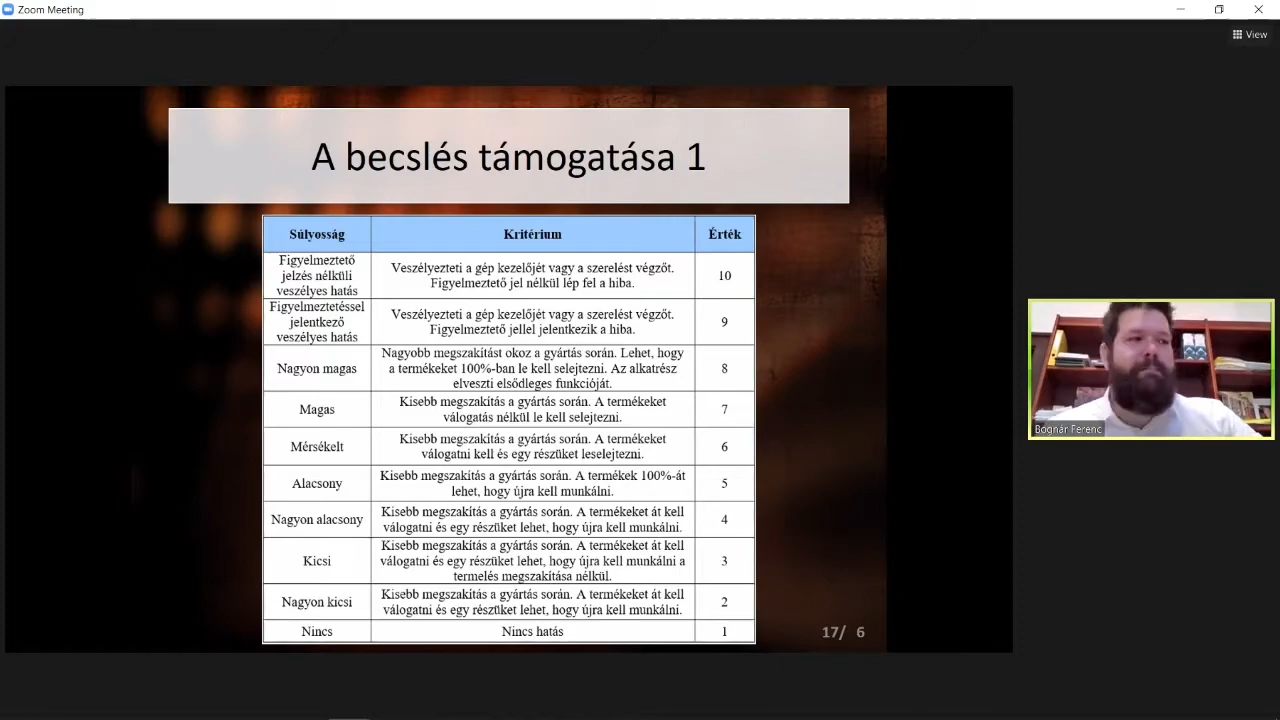 Zoom Meeting
View
A becslés támogatása 1
Súlyosság
Kritérium
Érték
Figyelmeztető
jelzés nélküli
veszélyes hatás
Veszélyezteti a gép kezelőjét vagy a szerelést végzőt.
Figyelmeztető jel nélkül lép fel a hiba.
10
Figyelmeztetéssel
jelentkező
veszélyes hatás
Veszélyezteti a gép kezelőjét vagy a szerelést végzőt.
Figyelmeztető jellel jelentkezik a hiba.
9
Nagyon magas
Nagyobb megszakítást okoz a gyártás során. Lehet, hogy
a termékeket 100%-ban le kell selejtezni. Az alkatrész
elveszti elsődleges funkcióját.
8
Magas
Kisebb megszakítás a gyártás során. A termékeket
válogatás nélkül le kell selejtezni.
7
Mérsékelt
Kisebb megszakítás a gyártás során. A termékeket
válogatni kell és egy részüket leselejtezni.
6
Alacsony
Kisebb megszakítás a gyártás során. A termékek 100%-át
lehet, hogy újra kell munkálni.
5
Nagyon alacsony
Kisebb megszakítás a gyártás során. A termékeket át kell
válogatni és egy részüket lehet, hogy újra kell munkálni.
4
Kicsi
Kisebb megszakítás a gyártás során. A termékeket át kell
válogatni és egy részüket lehet, hogy újra kell munkálni a
termelés megszakítása nélkül.
3
Nagyon kicsi
Kisebb megszakítás a gyártás során. A termékeket át kell
válogatni és egy részüket lehet, hogy újra kell munkálni.
2
Nincs
Nincs hatás
1
17/ 6
Bognár Ferenc